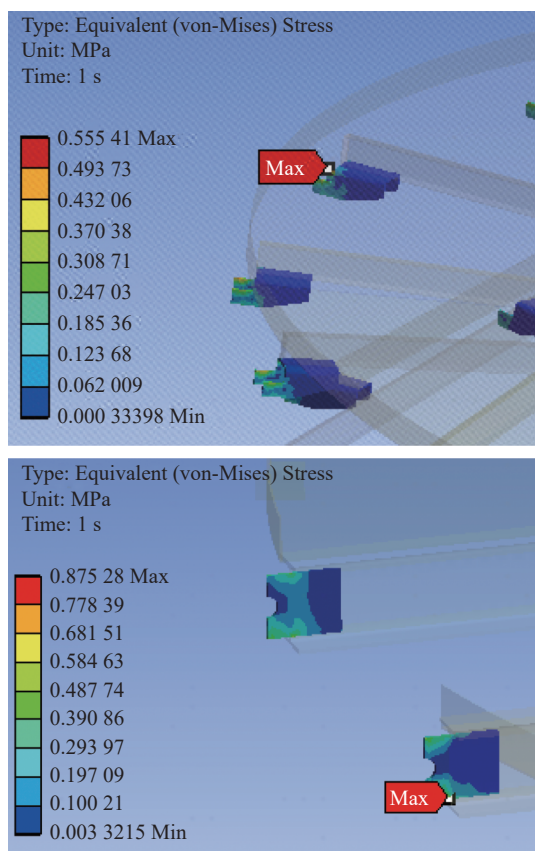 Type: Equivalent (von-Mises) Stress
Unit: MPa
Time: 1 s
0.555 41 Max
0.493 73
0.432 06
0.370 38
0.308 71
0.247 03
0.185 36
0.123 68
0.062 009
0.000 33398 Min
Max
Type: Equivalent (von-Mises) Stress
Unit: MPa
Time: 1 s
0.875 28 Max
0.778 39
0.681 51
0.584 63
0.487 74
0.390 86
0.293 97
0.197 09
0.100 21
0.003 3215 Min
Max